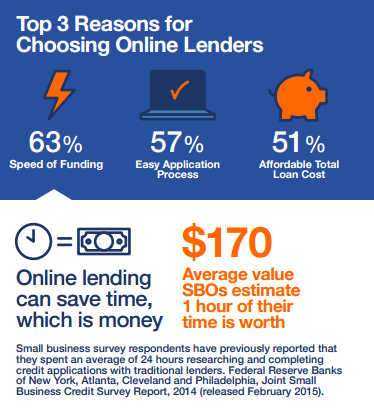 Top 3 Reasons for
Choosing Online Lenders
63% 57% 51%
Speed of Funding Easy Application Affordable Total
Process Loan Cost
$170
Online lending Average value
can save time, SBOs estimate
which is money 1 hour of their
time is worth
Small business survey respondents have previously reported that
they spent an average of 24 hours researching and completing
credit applications with traditional lenders. Federal Reserve Banks
of New York, Atlanta, Cleveland and Philadelphia, Joint Small
Business Credit Survey Report, 2014 (released February 2015).